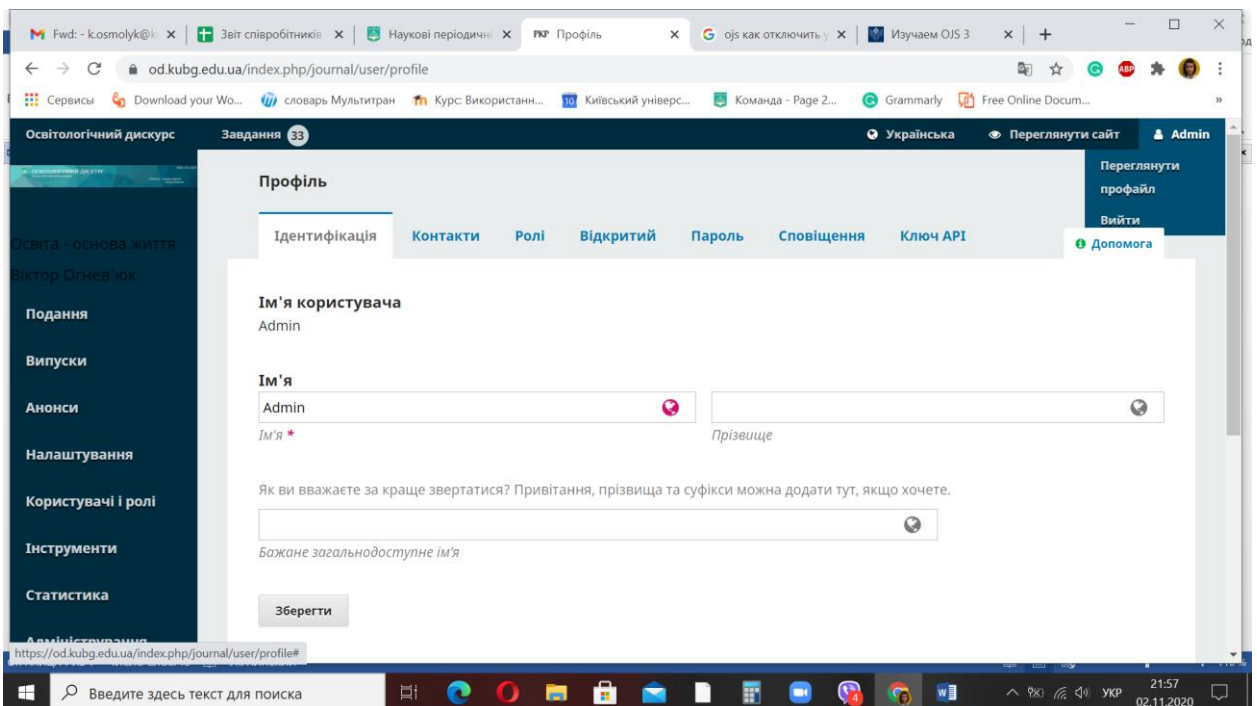 Fwd: - k.osmolyk@k
Звіт співробітників
Наукові періодичні
PKP Профіль
ojs как отключить у
Изучаем OJS 3
od.kubg.edu.ua/index.php/journal/user/profile
ABP
Сервисы
Download your Wo...
словарь Мультитран
Курс: Використанн...
Київський універс...
Команда - Page 2...
Grammarly
Free Online Docum...
»
Освітологічний дискурс
Завдання 33
Українська
Переглянути сайт
Admin
Переглянути
профайл
Вийти
Допомога
Освіта - основа життя
Віктор Огнев'юк
Подання
Випуски
Анонси
Налаштування
Користувачі і ролі
Інструменти
Статистика
Адміністрування
Профіль
Ідентифікація
Контакти
Ролі
Відкритий
Пароль
Сповіщення
Ключ API
Ім'я користувача
Admin
Ім'я
Admin
Ім'я *
Прізвище
Як ви вважаєте за краще звертатися? Привітання, прізвища та суфікси можна додати тут, якщо хочете.
Бажане загальнодоступне ім'я
Зберегти
https://od.kubg.edu.ua/index.php/journal/user/profile#
Введите здесь текст для поиска
4
УКР
21:57
02.11.2020